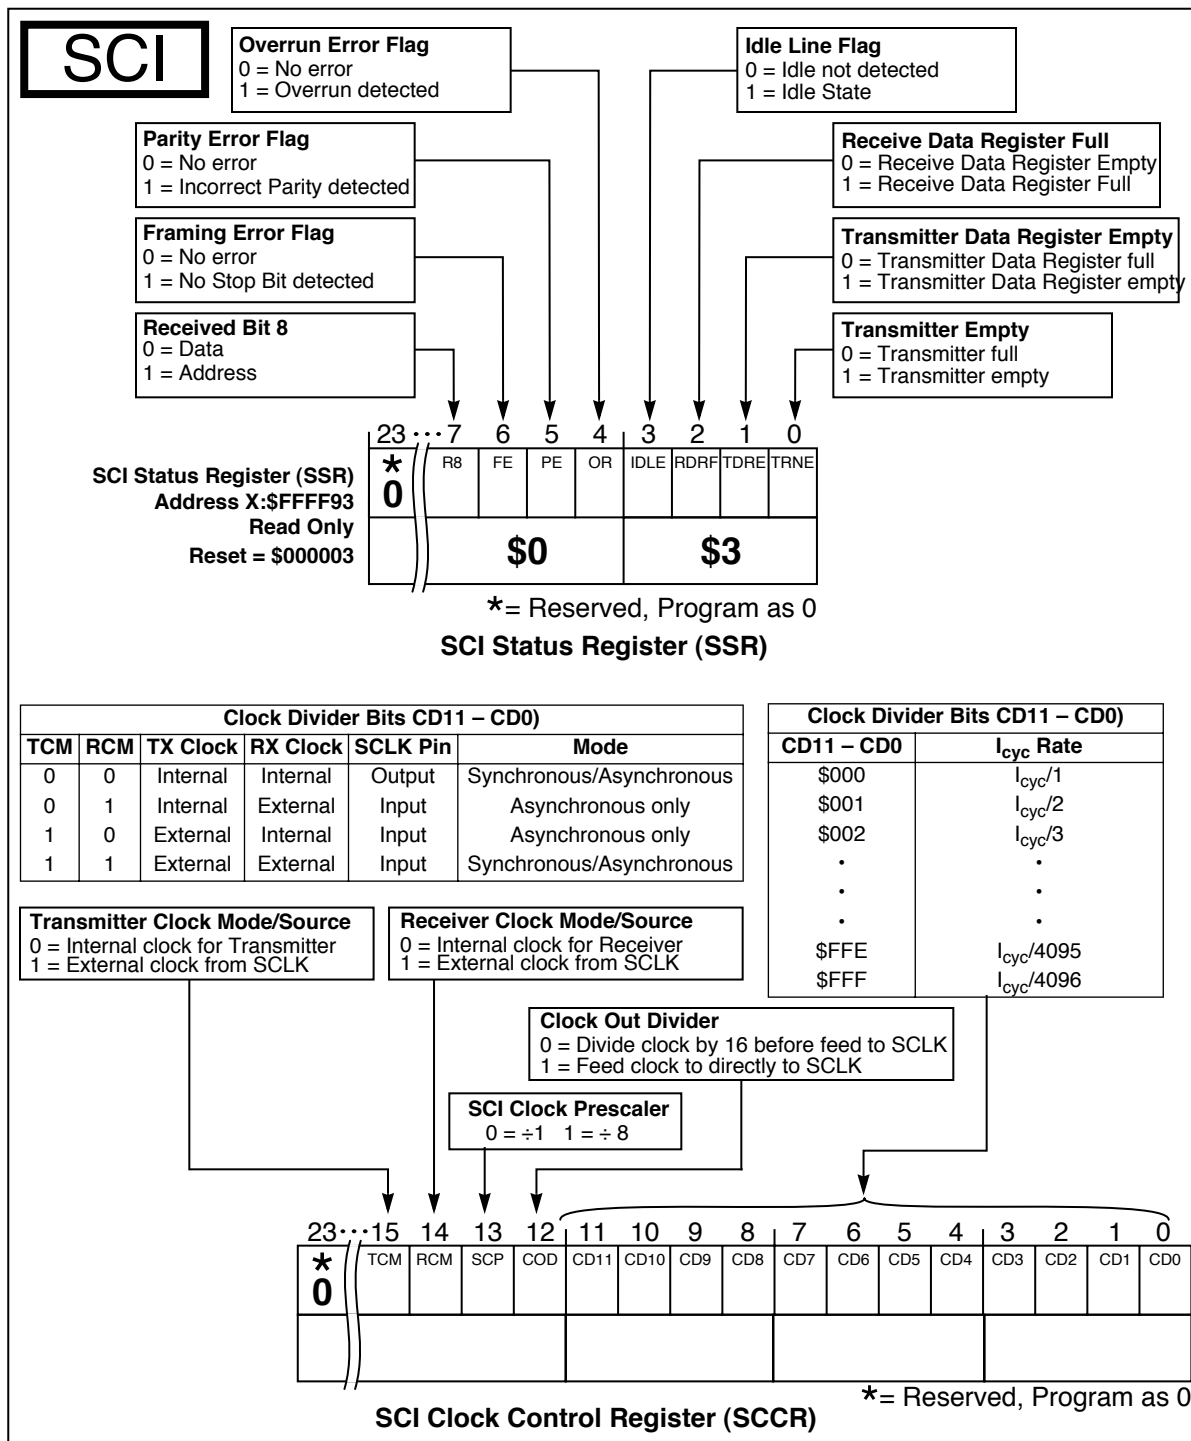 SCI
Overrun Error Flag
0 = No error
1 = Overrun detected
Idle Line Flag
0 = Idle not detected
1 = Idle State
Parity Error Flag
0 = No error
1 = Incorrect Parity detected
Receive Data Register Full
0 = Receive Data Register Empty
1 = Receive Data Register Full
Framing Error Flag
0 = No error
1 = No Stop Bit detected
Transmitter Data Register Empty
0 = Transmitter Data Register full
1 = Transmitter Data Register empty
Received Bit 8
0 = Data
1 = Address
Transmitter Empty
0 = Transmitter full
1 = Transmitter empty
23 ··· 7 6 5 4 3 2 1 0
* 0 R8 FE PE OR IDLE RDRF TDRE TRNE
SCI Status Register (SSR)
Address X:$FFFF93
Read Only
Reset = $000003
$0 $3
* = Reserved, Program as 0
SCI Status Register (SSR)
Clock Divider Bits CD11 – CD0)
TCM RCM TX Clock RX Clock SCLK Pin Mode
0 0 Internal Internal Output Synchronous/Asynchronous
0 1 Internal External Input Asynchronous only
1 0 External Internal Input Asynchronous only
1 1 External External Input Synchronous/Asynchronous
Clock Divider Bits CD11 – CD0)
CD11 – CD0 Icyc Rate
$000 Icyc/1
$001 Icyc/2
$002 Icyc/3
• •
• •
• •
$FFE Icyc/4095
$FFF Icyc/4096
Transmitter Clock Mode/Source
0 = Internal clock for Transmitter
1 = External clock from SCLK
Receiver Clock Mode/Source
0 = Internal clock for Receiver
1 = External clock from SCLK
Clock Out Divider
0 = Divide clock by 16 before feed to SCLK
1 = Feed clock to directly to SCLK
SCI Clock Prescaler
0 = ÷1 1 = ÷ 8
23 ··· 15 14 13 12 11 10 9 8 7 6 5 4 3 2 1 0
* 0 TCM RCM SCP COD CD11 CD10 CD9 CD8 CD7 CD6 CD5 CD4 CD3 CD2 CD1 CD0
* = Reserved, Program as 0
SCI Clock Control Register (SCCR)